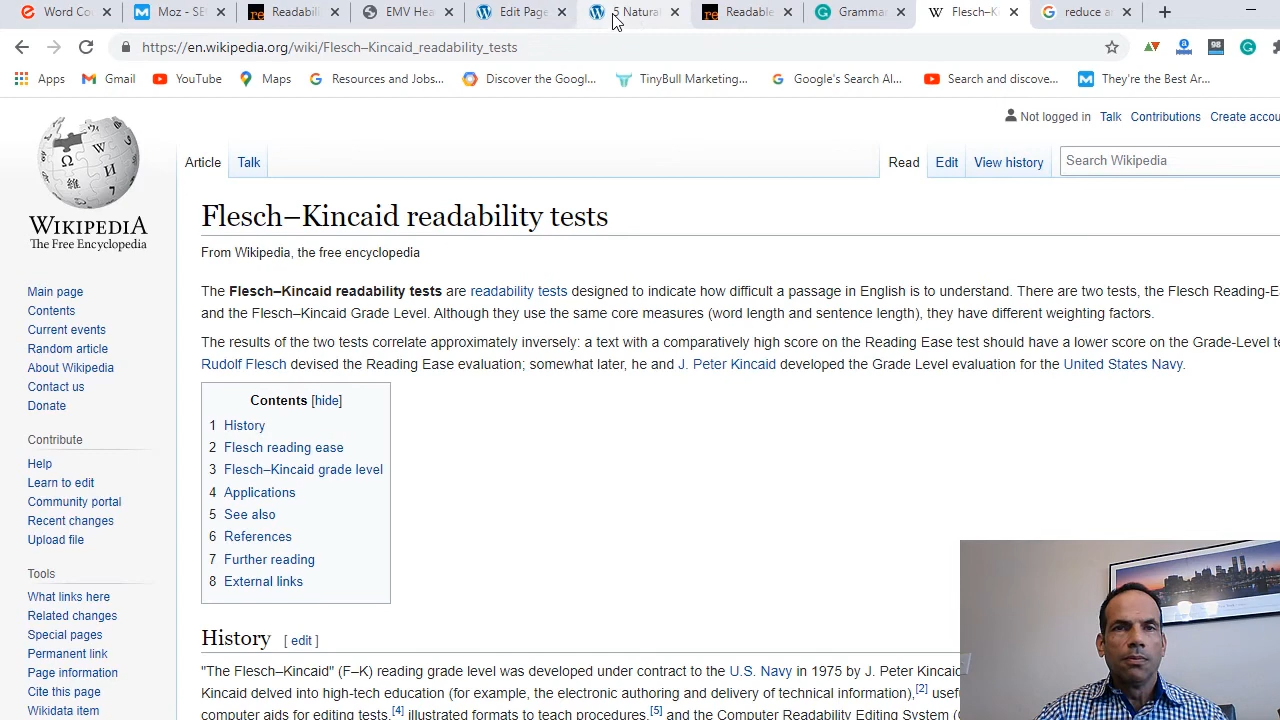 Word Co
Moz - SE
Readabil
EMV Hea
Edit Page
5 Natural
Readable
Grammar
Flesch–K
reduce a
https://en.wikipedia.org/wiki/Flesch–Kincaid_readability_tests
98
Apps
Gmail
YouTube
Maps
Resources and Jobs...
Discover the Googl...
TinyBull Marketing...
Google's Search Al...
Search and discove...
They're the Best Ar...
Not logged in Talk Contributions Create accou
Article Talk
Read Edit View history
Search Wikipedia
WIKIPEDIA
The Free Encyclopedia
Main page
Contents
Current events
Random article
About Wikipedia
Contact us
Donate
Contribute
Help
Learn to edit
Community portal
Recent changes
Upload file
Tools
What links here
Related changes
Special pages
Permanent link
Page information
Cite this page
Wikidata item
Flesch–Kincaid readability tests
From Wikipedia, the free encyclopedia
The Flesch–Kincaid readability tests are readability tests designed to indicate how difficult a passage in English is to understand. There are two tests, the Flesch Reading-E
and the Flesch–Kincaid Grade Level. Although they use the same core measures (word length and sentence length), they have different weighting factors.
The results of the two tests correlate approximately inversely: a text with a comparatively high score on the Reading Ease test should have a lower score on the Grade-Level te
Rudolf Flesch devised the Reading Ease evaluation; somewhat later, he and J. Peter Kincaid developed the Grade Level evaluation for the United States Navy.
Contents [hide]
1 History
2 Flesch reading ease
3 Flesch–Kincaid grade level
4 Applications
5 See also
6 References
7 Further reading
8 External links
History [ edit ]
"The Flesch–Kincaid" (F–K) reading grade level was developed under contract to the U.S. Navy in 1975 by J. Peter Kincaid
Kincaid delved into high-tech education (for example, the electronic authoring and delivery of technical information),[2] usef
computer aids for editing tests,[4] illustrated formats to teach procedures,[5] and the Computer Readability Editing System (